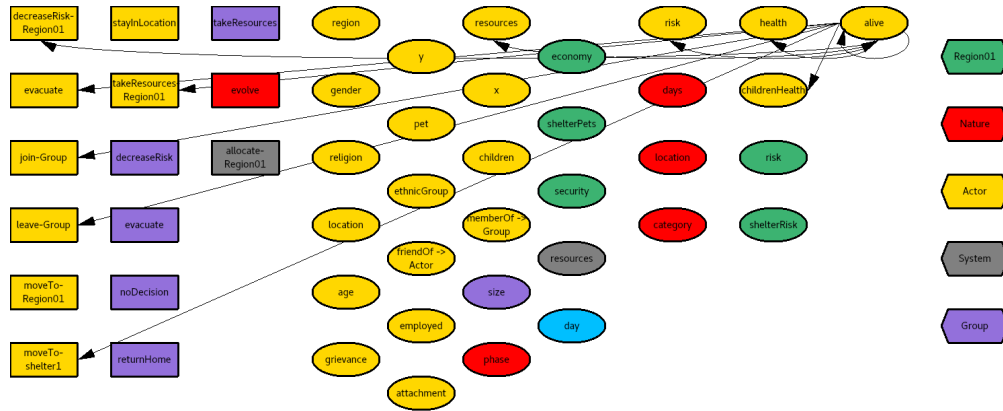 decreaseRisk-
Region01
stayInLocation
takeResources
region
resources
risk
health
alive
y
economy
Region01
evacuate
takeResources
Region01
evolve
gender
x
days
childrenHealth
pet
shelterPets
Nature
join-Group
decreaseRisk
allocate-
Region01
religion
children
location
risk
ethnicGroup
security
Actor
leave-Group
evacuate
location
memberOf ->
Group
category
shelterRisk
friendOf ->
Actor
resources
System
moveTo-
Region01
noDecision
age
size
employed
day
Group
moveTo-
shelter1
returnHome
grievance
phase
attachment